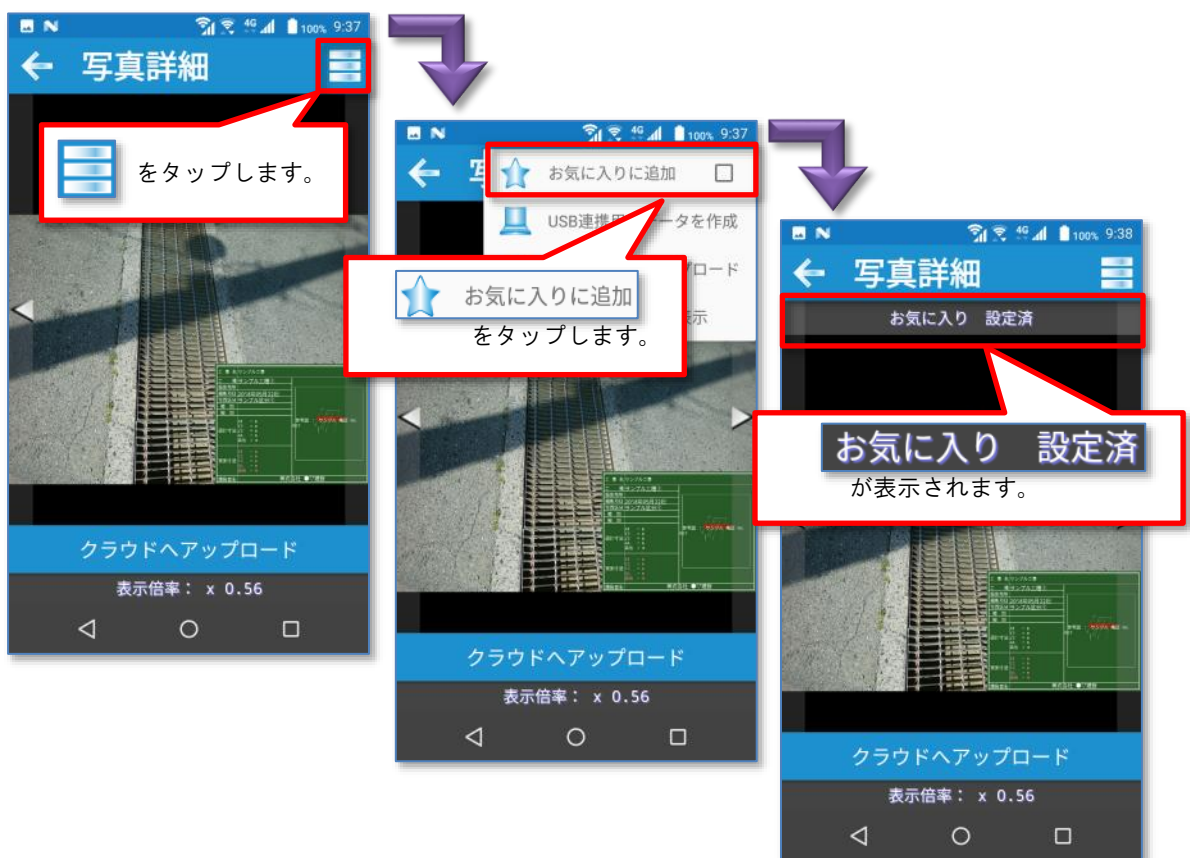 4G 100% 9:37
写真詳細
をタップします。
クラウドへアップロード
表示倍率： x 0.56
4G 100% 9:37
お気に入りに追加
USB連携用
ータを作成
ロード
お気に入りに追加
をタップします。
示
クラウドへアップロード
表示倍率： x 0.56
4G 100% 9:38
写真詳細
お気に入り 設定済
お気に入り 設定済
が表示されます。
クラウドへアップロード
表示倍率： x 0.56